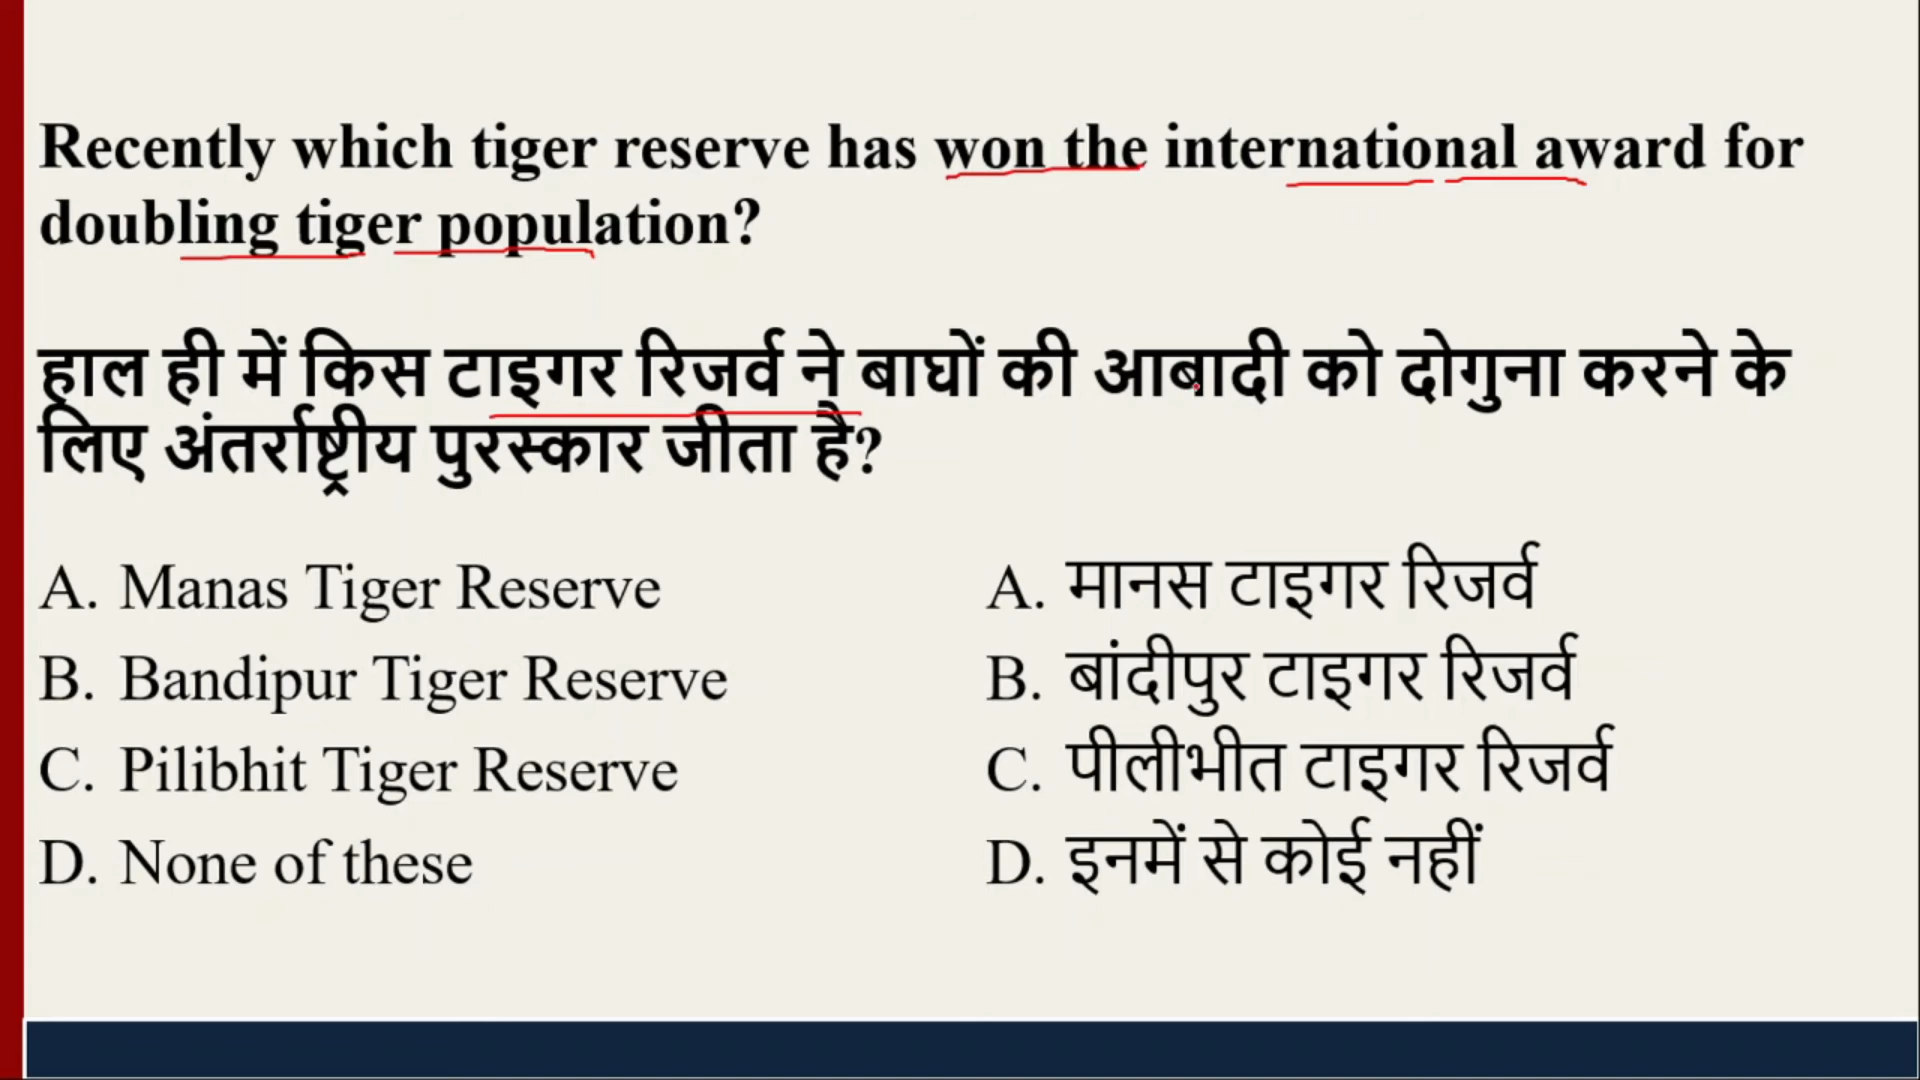 Recently which tiger reserve has won the international award for
doubling tiger population?
हाल ही में किस टाइगर रिजर्व ने बाघों की आबादी को दोगुना करने के
लिए अंतर्राष्ट्रीय पुरस्कार जीता है?
A. Manas Tiger Reserve
B. Bandipur Tiger Reserve
C. Pilibhit Tiger Reserve
D. None of these
A. मानस टाइगर रिजर्व
B. बांदीपुर टाइगर रिजर्व
C. पीलीभीत टाइगर रिजर्व
D. इनमें से कोई नहीं